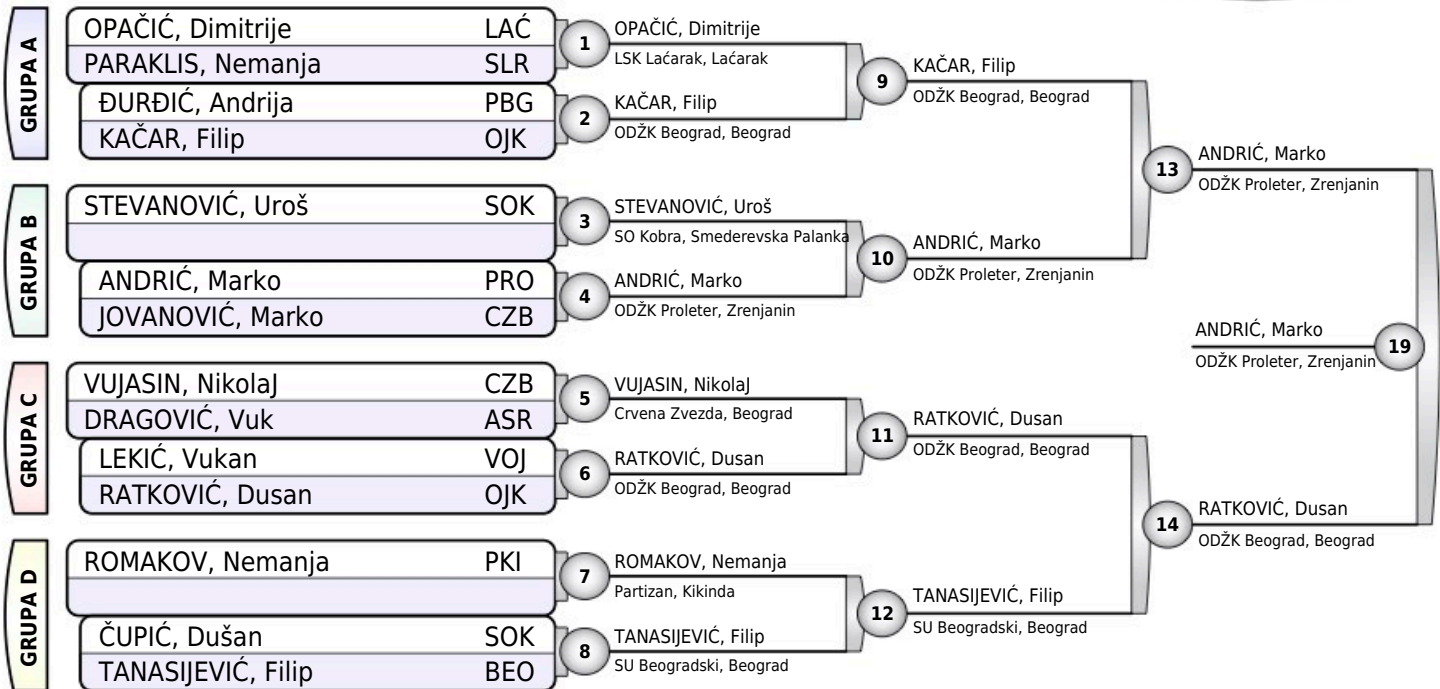 GRUPA A
OPAČIĆ, Dimitrije LAĆ
PARAKLIS, Nemanja SLR
ĐURĐIĆ, Andrija PBG
KAČAR, Filip OJK
GRUPA B
STEVANOVIĆ, Uroš SOK
ANDRIĆ, Marko PRO
JOVANOVIĆ, Marko CZB
GRUPA C
VUJASIN, NikolaJ CZB
DRAGOVIĆ, Vuk ASR
LEKIĆ, Vukan VOJ
RATKOVIĆ, Dusan OJK
GRUPA D
ROMAKOV, Nemanja PKI
ČUPIĆ, Dušan SOK
TANASIJEVIĆ, Filip BEO
1
OPAČIĆ, Dimitrije
LSK Laćarak, Laćarak
2
KAČAR, Filip
ODŽK Beograd, Beograd
3
STEVANOVIĆ, Uroš
SO Kobra, Smederevska Palanka
4
ANDRIĆ, Marko
ODŽK Proleter, Zrenjanin
5
VUJASIN, NikolaJ
Crvena Zvezda, Beograd
6
RATKOVIĆ, Dusan
ODŽK Beograd, Beograd
7
ROMAKOV, Nemanja
Partizan, Kikinda
8
TANASIJEVIĆ, Filip
SU Beogradski, Beograd
9
KAČAR, Filip
ODŽK Beograd, Beograd
10
ANDRIĆ, Marko
ODŽK Proleter, Zrenjanin
11
RATKOVIĆ, Dusan
ODŽK Beograd, Beograd
12
TANASIJEVIĆ, Filip
SU Beogradski, Beograd
13
ANDRIĆ, Marko
ODŽK Proleter, Zrenjanin
14
RATKOVIĆ, Dusan
ODŽK Beograd, Beograd
ANDRIĆ, Marko
ODŽK Proleter, Zrenjanin
19